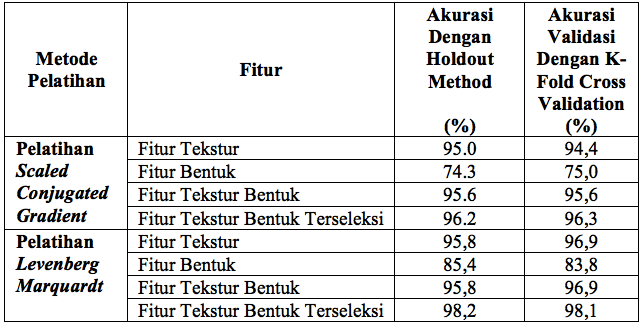 Metode
Pelatihan
Fitur
Akurasi
Dengan
Holdout
Method
(%)
Akurasi
Validasi
Dengan K-
Fold Cross
Validation
(%)
Pelatihan
Scaled
Conjugated
Gradient
Fitur Tekstur 95.0 94,4
Fitur Bentuk 74.3 75,0
Fitur Tekstur Bentuk 95.6 95,6
Fitur Tekstur Bentuk Terseleksi 96.2 96,3
Pelatihan
Levenberg
Marquardt
Fitur Tekstur 95,8 96,9
Fitur Bentuk 85,4 83,8
Fitur Tekstur Bentuk 95,8 96,9
Fitur Tekstur Bentuk Terseleksi 98,2 98,1